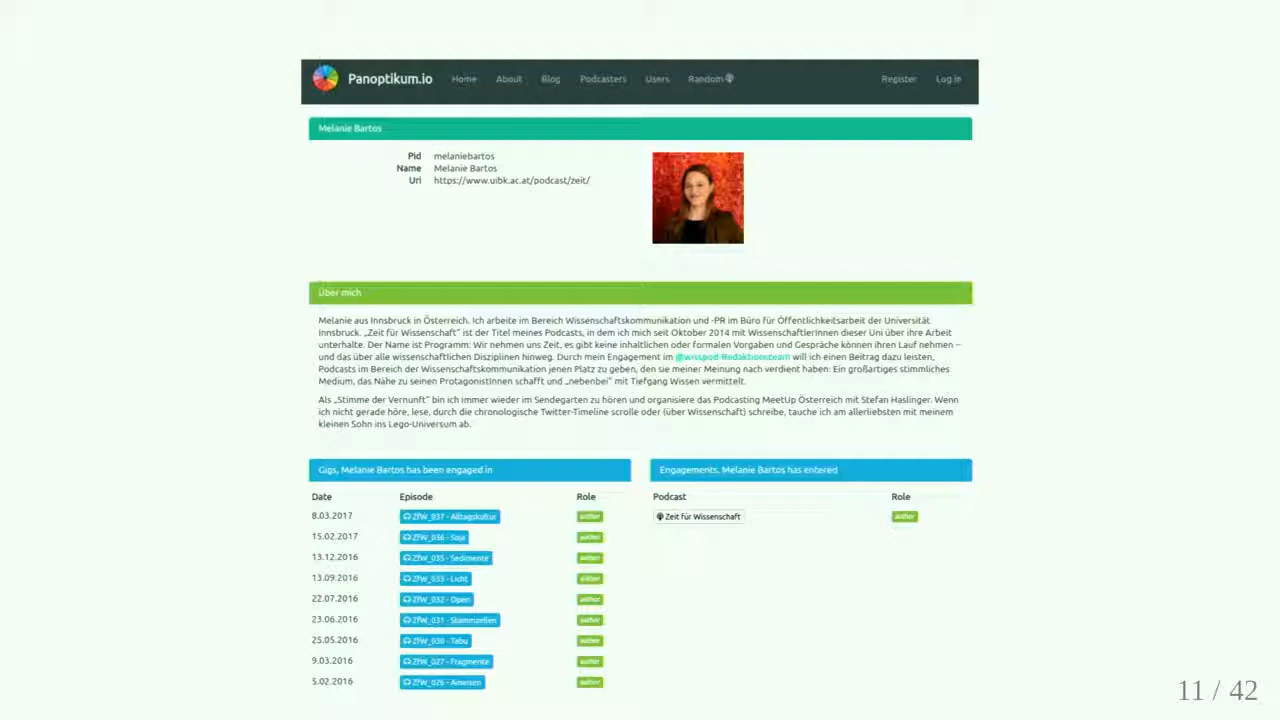 Panoptikum.io Home About Blog Podcasters Users Random Register Log in
Melanie Bartos
Pid melaniebartos
Name Melanie Bartos
Uri https://www.uibk.ac.at/podcast/zeit/
Über mich
Melanie aus Innsbruck in Österreich. Ich arbeite im Bereich Wissenschaftskommunikation und -PR im Büro für Öffentlichkeitsarbeit der Universität
Innsbruck. „Zeit für Wissenschaft“ ist der Titel meines Podcasts, in dem ich mich seit Oktober 2014 mit WissenschaftlerInnen dieser Uni über ihre Arbeit
unterhalte. Der Name ist Programm: Wir nehmen uns Zeit, es gibt keine inhaltlichen oder formalen Vorgaben und Gespräche können ihren Lauf nehmen –
und das über alle wissenschaftlichen Disziplinen hinweg. Durch mein Engagement im @wisspod-Redaktionsteam will ich einen Beitrag dazu leisten,
Podcasts im Bereich der Wissenschaftskommunikation jenen Platz zu geben, den sie meiner Meinung nach verdient haben: Ein großartiges stimmliches
Medium, das Nähe zu seinen ProtagonistInnen schafft und „nebenbei“ mit Tiefgang Wissen vermittelt.
Als „Stimme der Vernunft“ bin ich immer wieder im Sendegarten zu hören und organisiere das Podcasting MeetUp Österreich mit Stefan Haslinger. Wenn
ich nicht gerade höre, lese, durch die chronologische Twitter-Timeline scrolle oder (über Wissenschaft) schreibe, tauche ich am allerliebsten mit meinem
kleinen Sohn ins Lego-Universum ab.
Gigs, Melanie Bartos has been engaged in
Date Episode Role
8.03.2017 ZfW_037 - Alltagskultur author
15.02.2017 ZfW_036 - Soja author
13.12.2016 ZfW_035 - Sedimente author
13.09.2016 ZfW_033 - Licht author
22.07.2016 ZfW_032 - Open author
23.06.2016 ZfW_031 - Stammzellen author
25.05.2016 ZfW_030 - Tabu author
9.03.2016 ZfW_027 - Fragmente author
5.02.2016 ZfW_026 - Ameisen author
Engagements, Melanie Bartos has entered
Podcast Role
Zeit für Wissenschaft author
11 / 42